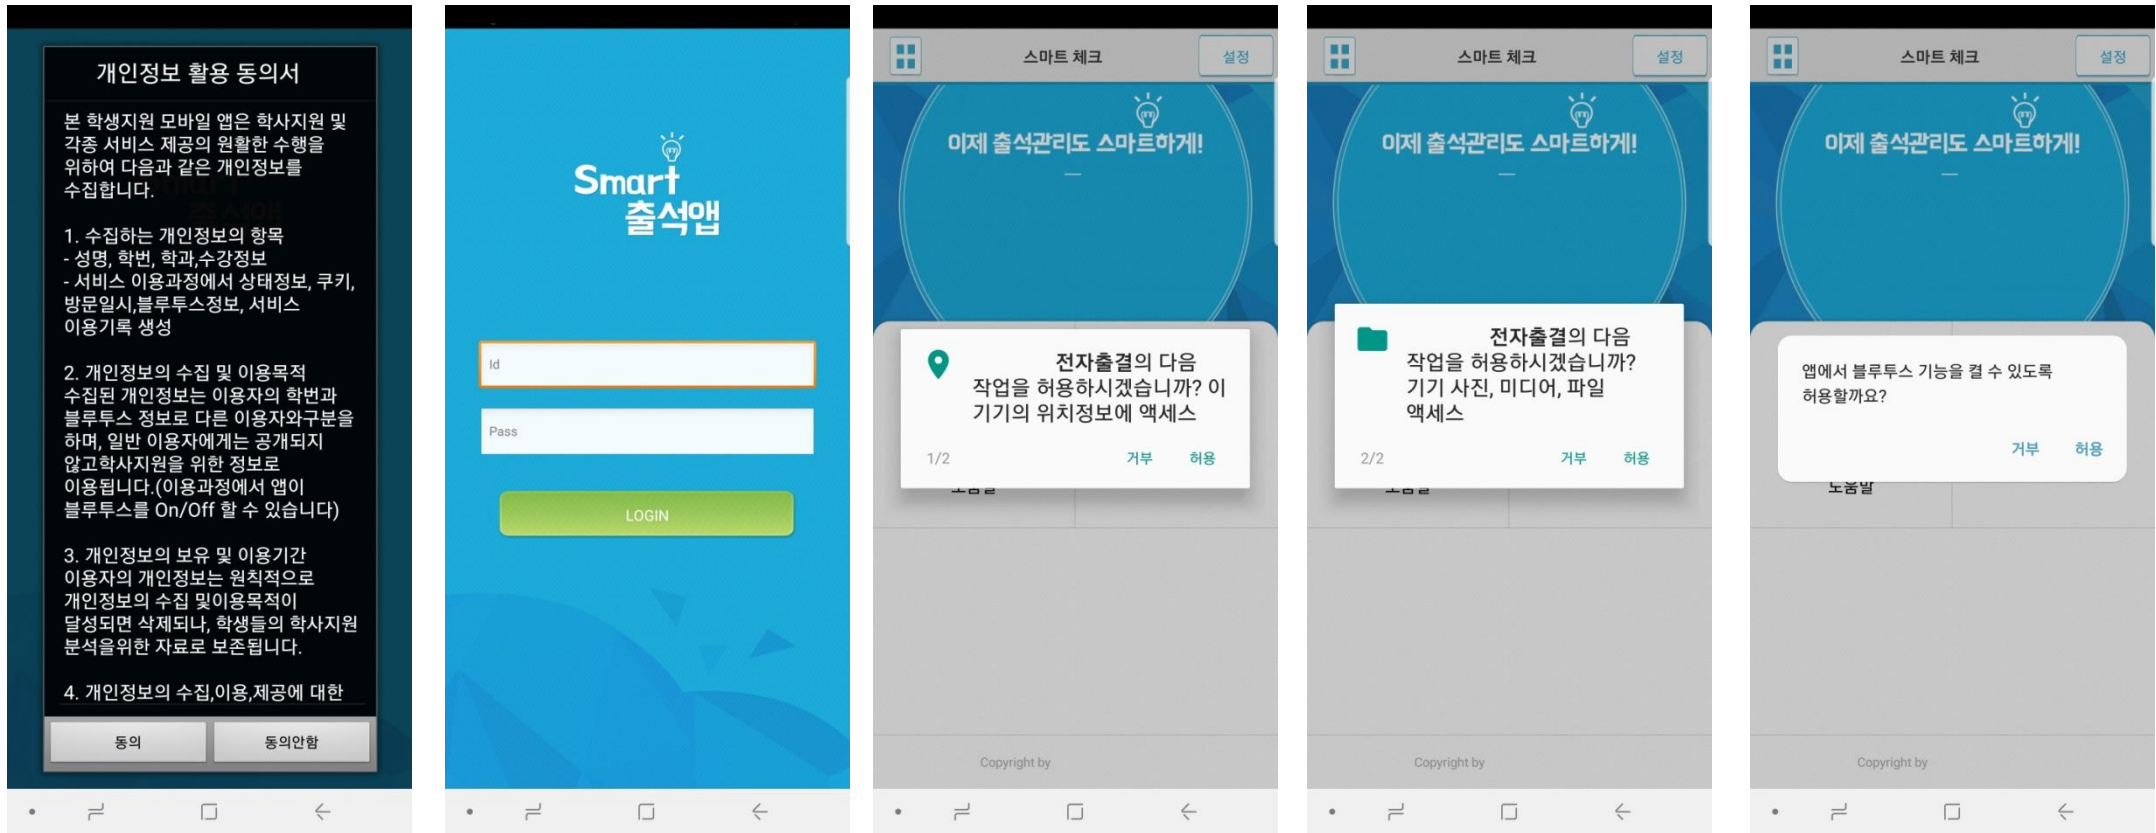 개인정보 활용 동의서
본 학생지원 모바일 앱은 학사지원 및
각종 서비스 제공의 원활한 수행을
위하여 다음과 같은 개인정보를
수집합니다.
1. 수집하는 개인정보의 항목
- 성명, 학번, 학과,수강정보
- 서비스 이용과정에서 상태정보, 쿠키,
방문일시,블루투스정보, 서비스
이용기록 생성
2. 개인정보의 수집 및 이용목적
수집된 개인정보는 이용자의 학번과
블루투스 정보로 다른 이용자와구분을
하며, 일반 이용자에게는 공개되지
않고학사지원을 위한 정보로
이용됩니다.(이용과정에서 앱이
블루투스를 On/Off 할 수 있습니다)
3. 개인정보의 보유 및 이용기간
이용자의 개인정보는 원칙적으로
개인정보의 수집 및이용목적이
달성되면 삭제되나, 학생들의 학사지원
분석을위한 자료로 보존됩니다.
4. 개인정보의 수집,이용,제공에 대한
동의
동의안함
Smart
출석앱
Id
Pass
LOGIN
스마트 체크
설정
이제 출석관리도 스마트하게!
전자출결의 다음
작업을 허용하시겠습니까? 이
기기의 위치정보에 액세스
1/2
거부
허용
도움말
Copyright by
스마트 체크
설정
이제 출석관리도 스마트하게!
전자출결의 다음
작업을 허용하시겠습니까?
기기 사진, 미디어, 파일
액세스
2/2
거부
허용
도움말
Copyright by
스마트 체크
설정
이제 출석관리도 스마트하게!
앱에서 블루투스 기능을 켤 수 있도록
허용할까요?
거부
허용
도움말
Copyright by